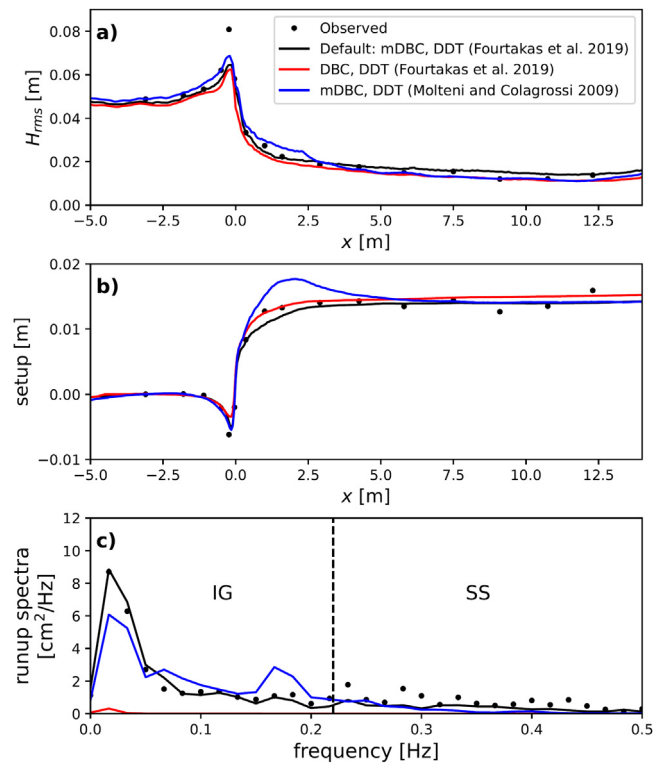 a)
Observed
Default: mDBC, DDT (Fourtakas et al. 2019)
DBC, DDT (Fourtakas et al. 2019)
mDBC, DDT (Molteni and Colagrossi 2009)
0.08
0.06
0.04
0.02
0.00
H_rms [m]
−5.0 −2.5 0.0 2.5 5.0 7.5 10.0 12.5
x [m]
b)
0.02
0.01
0.00
−0.01
setup [m]
−5.0 −2.5 0.0 2.5 5.0 7.5 10.0 12.5
x [m]
c)
12
10
8
6
4
2
0
runup spectra
[cm²/Hz]
IG SS
0.0 0.1 0.2 0.3 0.4 0.5
frequency [Hz]